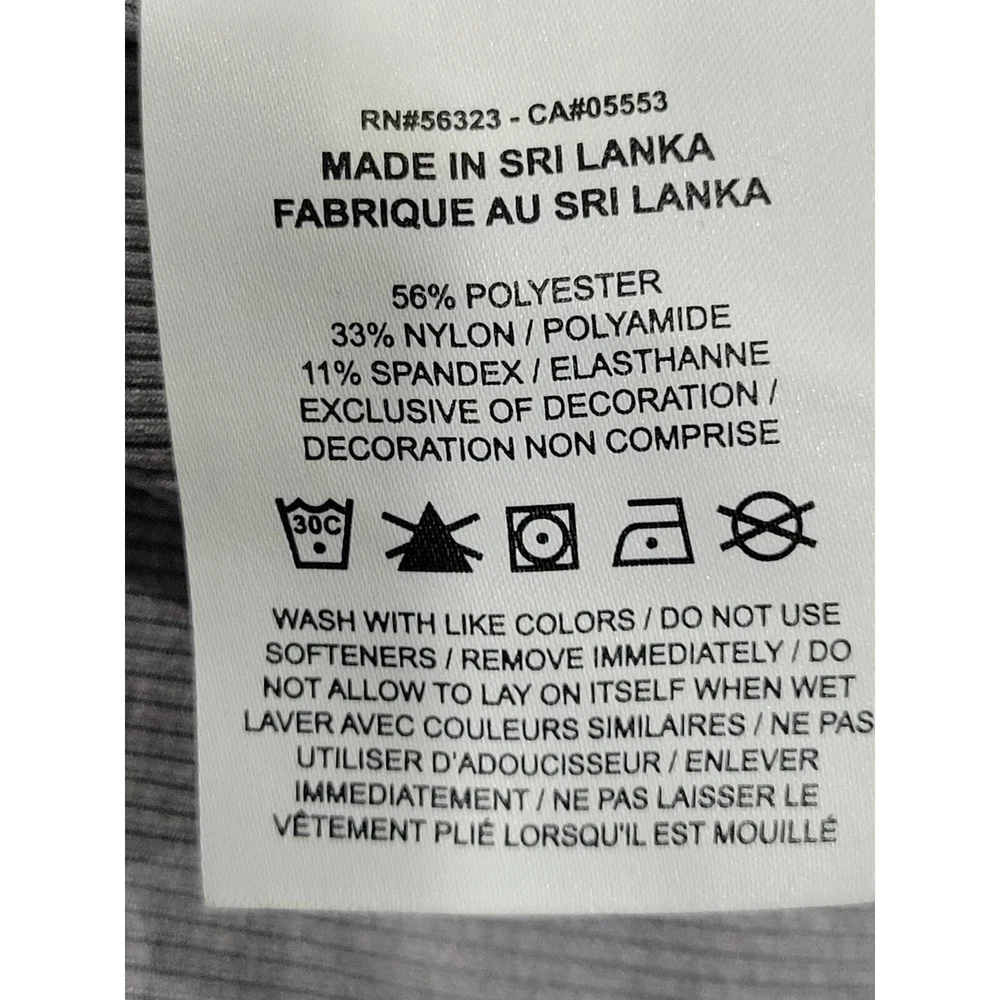 RN#56323 - CA#05553
MADE IN SRI LANKA
FABRIQUE AU SRI LANKA
56% POLYESTER
33% NYLON / POLYAMIDE
11% SPANDEX / ELASTHANNE
EXCLUSIVE OF DECORATION /
DECORATION NON COMPRISE
30C
WASH WITH LIKE COLORS / DO NOT USE
SOFTENERS / REMOVE IMMEDIATELY / DO
NOT ALLOW TO LAY ON ITSELF WHEN WET
LAVER AVEC COULEURS SIMILAIRES / NE PAS
UTILISER D'ADOUCISSEUR / ENLEVER
IMMEDIATEMENT / NE PAS LAISSER LE
VÊTEMENT PLIÉ LORSQU'IL EST MOUILLÉ